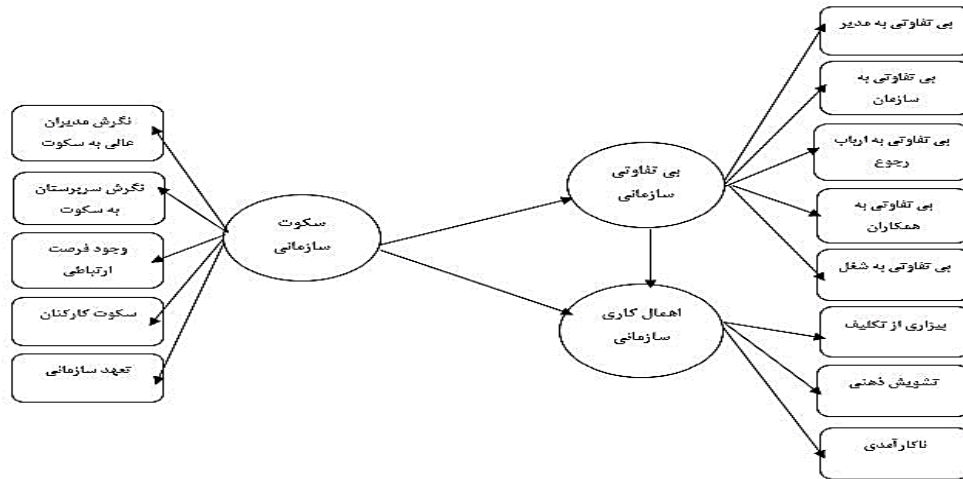 بی تفاوتی به مدیر
بی تفاوتی به
سازمان
بی تفاوتی به ارباب
رجوع
بی تفاوتی به
همکاران
بی تفاوتی به شغل
بیزاری از تکلیف
تشویش ذهنی
ناکارآمدی
بی تفاوتی
سازمانی
اهمال کاری
سازمانی
سکوت
سازمانی
نگرش مدیران
عالی به سکوت
نگرش سرپرستان
به سکوت
وجود فرصت
ارتباطی
سکوت کارکنان
تعهد سازمانی